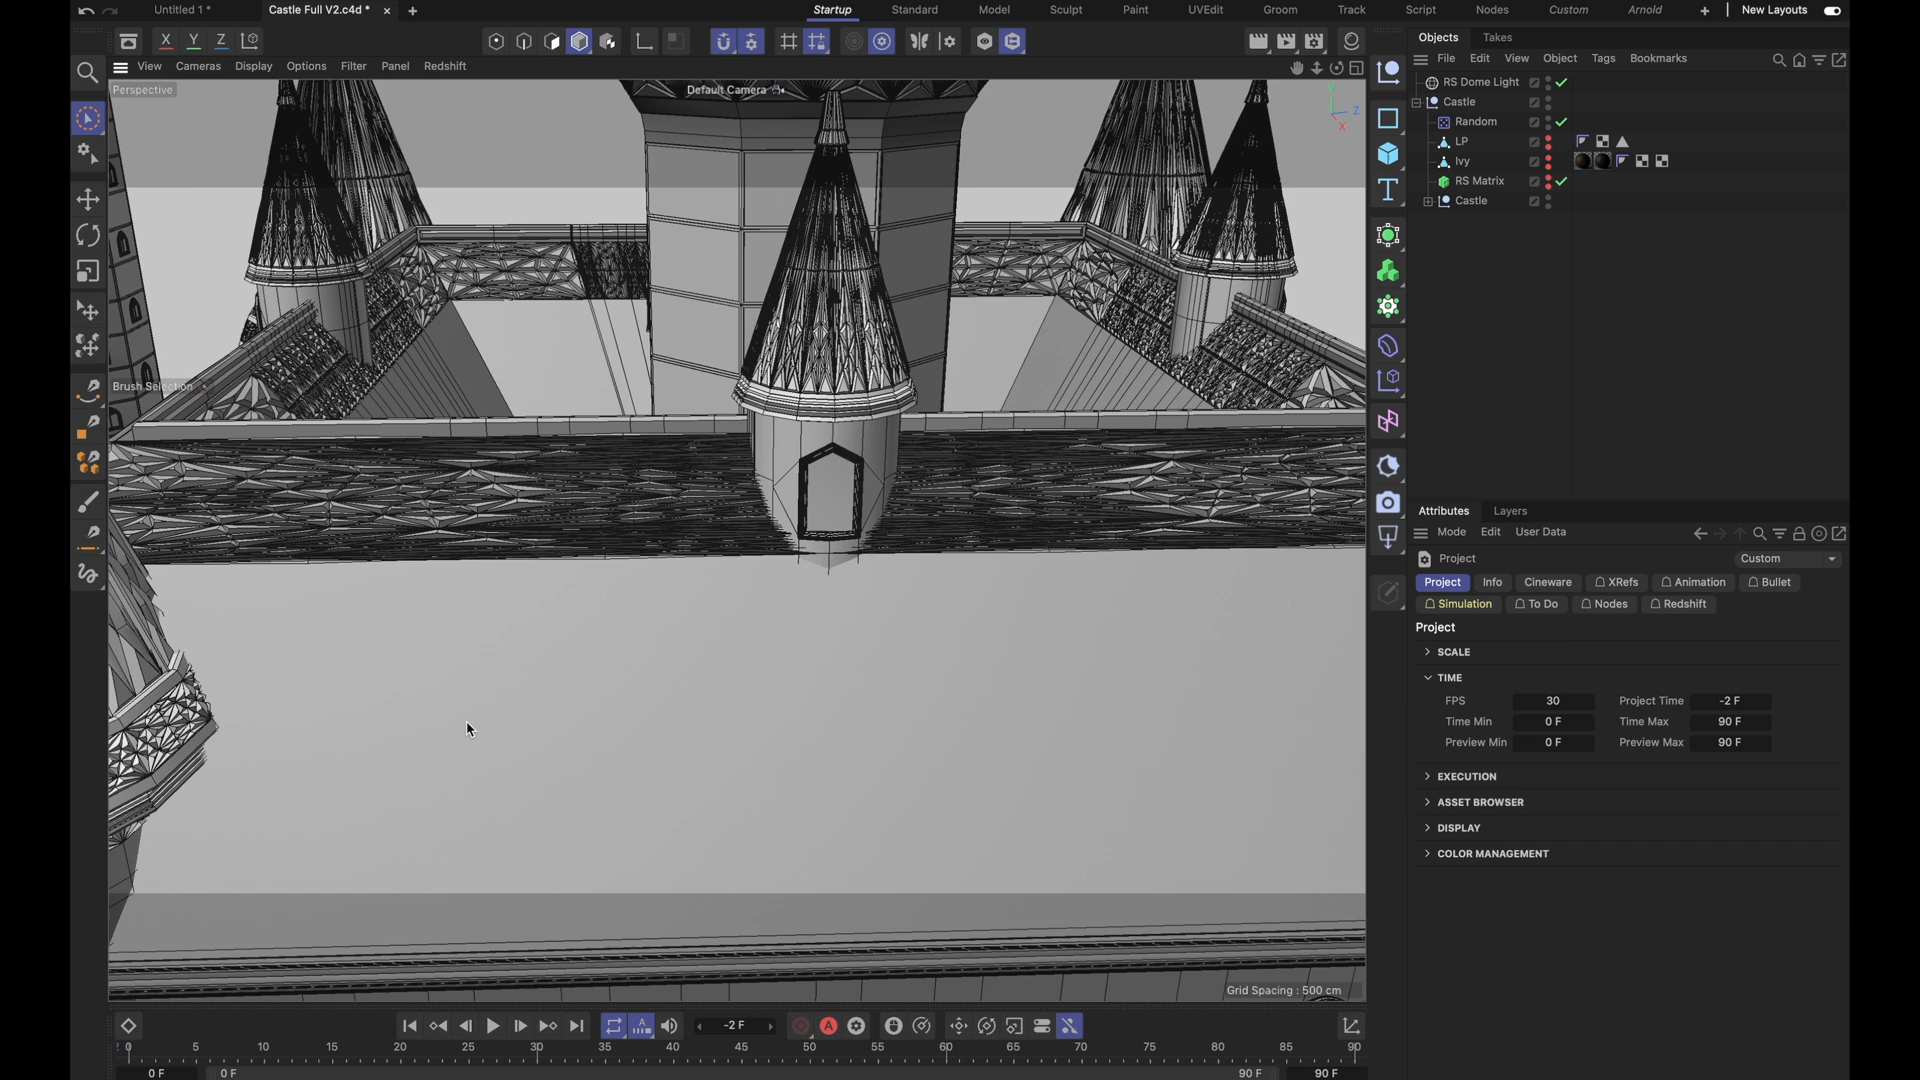 Untitled 1 *
Castle Full V2.c4d *
Startup
Standard
Model
Sculpt
Paint
UVEdit
Groom
Track
Script
Nodes
Custom
Arnold
New Layouts
X
Y
Z
View
Cameras
Display
Options
Filter
Panel
Redshift
Perspective
Default Camera
Y
Z
X
Brush Selection
Grid Spacing : 500 cm
Objects
Takes
File
Edit
View
Object
Tags
Bookmarks
RS Dome Light
Castle
Random
LP
Ivy
RS Matrix
Castle
Attributes
Layers
Mode
Edit
User Data
Project
Custom
Project
Info
Cineware
XRefs
Animation
Bullet
Simulation
To Do
Nodes
Redshift
Project
SCALE
TIME
FPS 30 Project Time -2 F
Time Min 0 F Time Max 90 F
Preview Min 0 F Preview Max 90 F
EXECUTION
ASSET BROWSER
DISPLAY
COLOR MANAGEMENT
A
-2 F
A
0 5 10 15 20 25 30 35 40 45 50 55 60 65 70 75 80 85 90
0 F 0 F 90 F 90 F